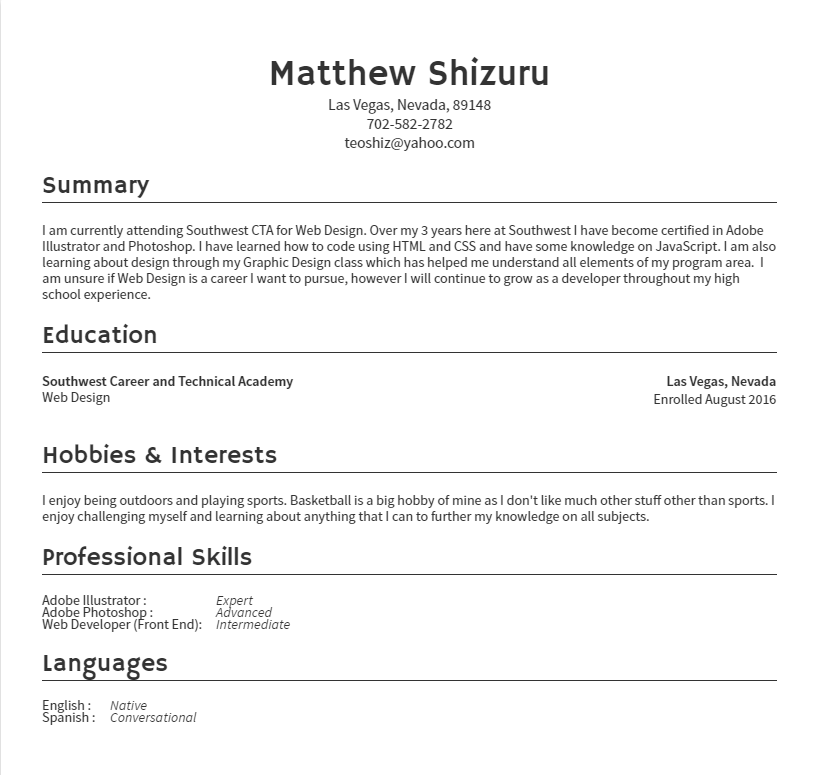 Matthew Shizuru
Las Vegas, Nevada, 89148
702-582-2782
teoshiz@yahoo.com
Summary
I am currently attending Southwest CTA for Web Design. Over my 3 years here at Southwest I have become certified in Adobe
Illustrator and Photoshop. I have learned how to code using HTML and CSS and have some knowledge on JavaScript. I am also
learning about design through my Graphic Design class which has helped me understand all elements of my program area.  I
am unsure if Web Design is a career I want to pursue, however I will continue to grow as a developer throughout my high
school experience.
Education
Southwest Career and Technical Academy Las Vegas, Nevada
Web Design Enrolled August 2016
Hobbies & Interests
I enjoy being outdoors and playing sports. Basketball is a big hobby of mine as I don't like much other stuff other than sports. I
enjoy challenging myself and learning about anything that I can to further my knowledge on all subjects.
Professional Skills
Adobe Illustrator : Expert
Adobe Photoshop : Advanced
Web Developer (Front End): Intermediate
Languages
English : Native
Spanish : Conversational